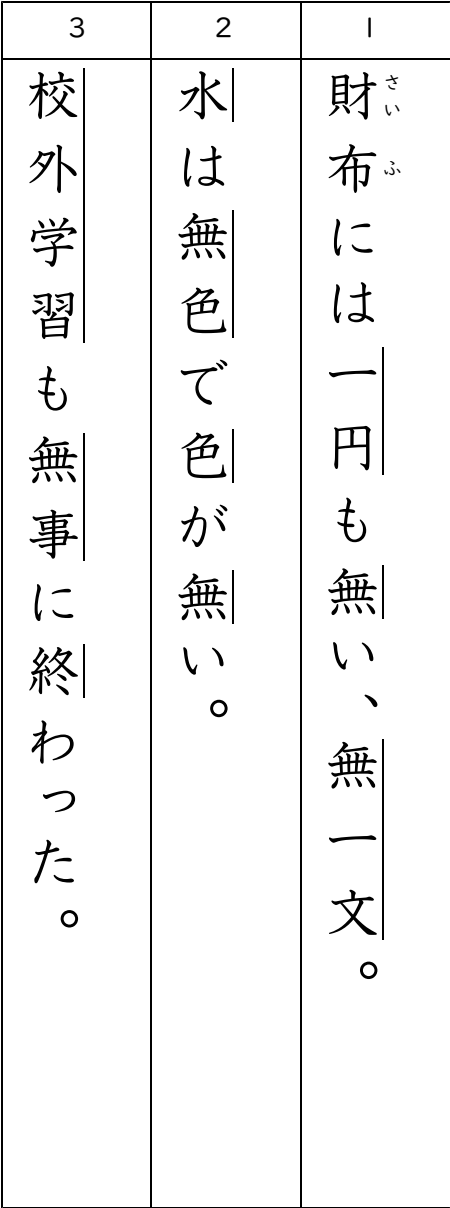 1
財布には一円も無い、無一文。
さいふ
2
水は無色で色が無い。
3
校外学習も無事に終わった。